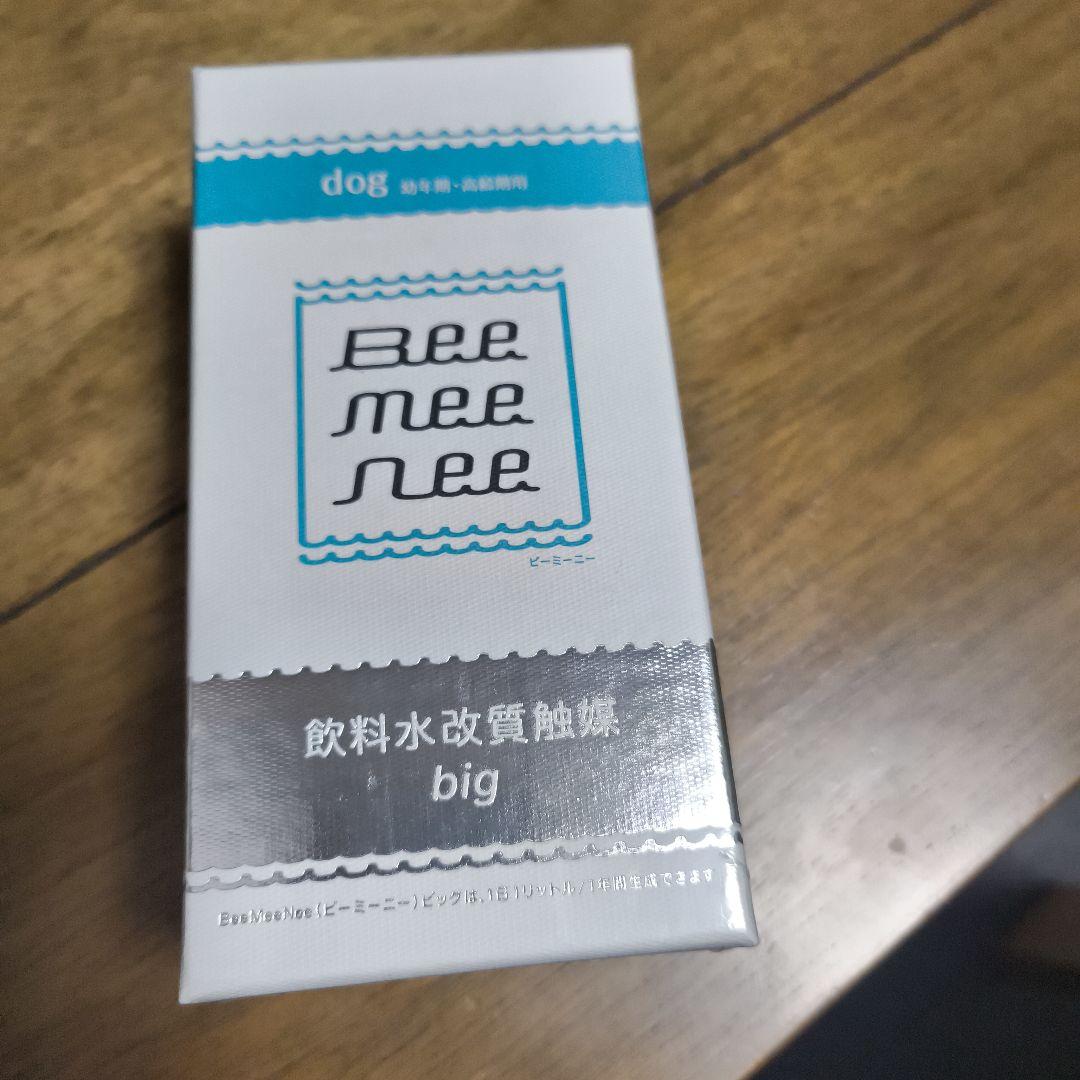 dog 幼年期・高齢期用
Bee
mee
nee
ビーミーニー
飲料水改質触媒
big
BeeMeeNee(ビーミーニー)ビッグは、1日1リットル/1年間生成できます